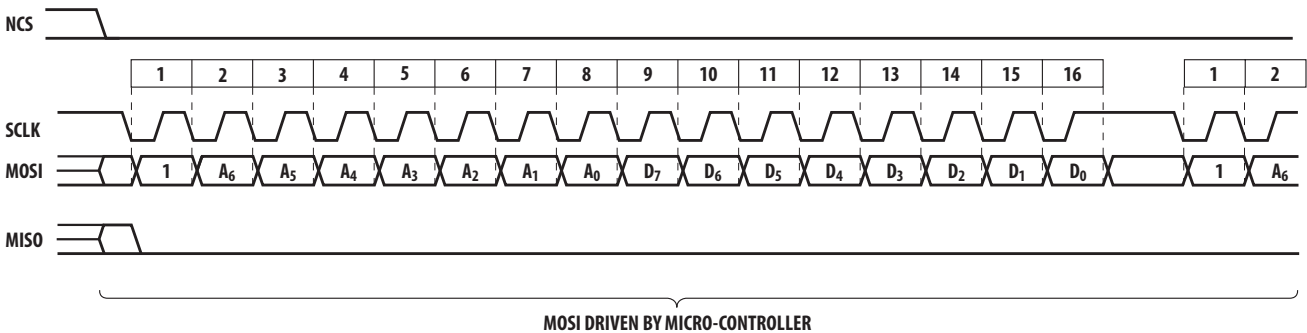 NCS
1 2 3 4 5 6 7 8 9 10 11 12 13 14 15 16 1 2
SCLK
MOSI 1 A6 A5 A4 A3 A2 A1 A0 D7 D6 D5 D4 D3 D2 D1 D0 1 A6
MISO
MOSI DRIVEN BY MICRO-CONTROLLER